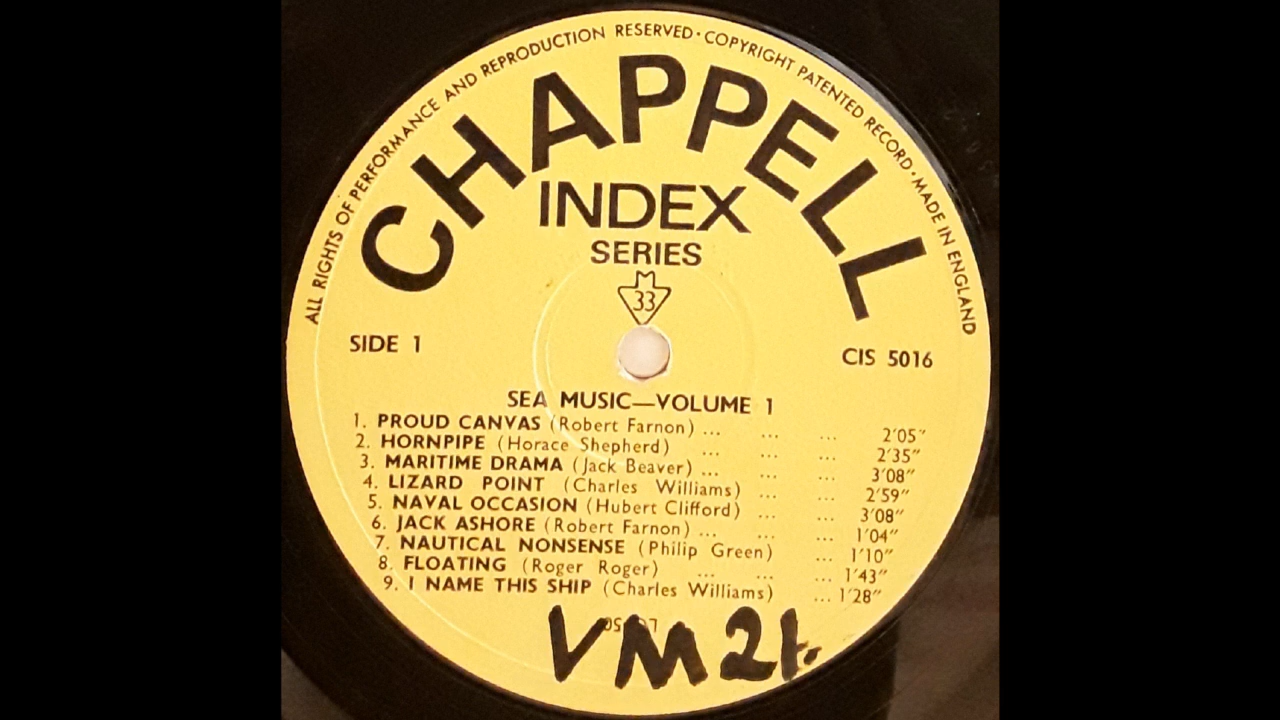 ALL RIGHTS OF PERFORMANCE AND REPRODUCTION RESERVED · COPYRIGHT PATENTED RECORD · MADE IN ENGLAND
CHAPPELL
INDEX
SERIES
33
SIDE 1
CIS 5016
SEA MUSIC—VOLUME 1
1. PROUD CANVAS (Robert Farnon) ... ... ... 2'05"
2. HORNPIPE (Horace Shepherd) ... ... ... 2'35"
3. MARITIME DRAMA (Jack Beaver) ... ... ... 3'08"
4. LIZARD POINT (Charles Williams) ... ... 2'59"
5. NAVAL OCCASION (Hubert Clifford) ... ... 3'08"
6. JACK ASHORE (Robert Farnon) ... ... ... 1'04"
7. NAUTICAL NONSENSE (Philip Green) ... 1'10"
8. FLOATING (Roger Roger) ... ... ... 1'43"
9. I NAME THIS SHIP (Charles Williams) ... 1'28"
VM21.